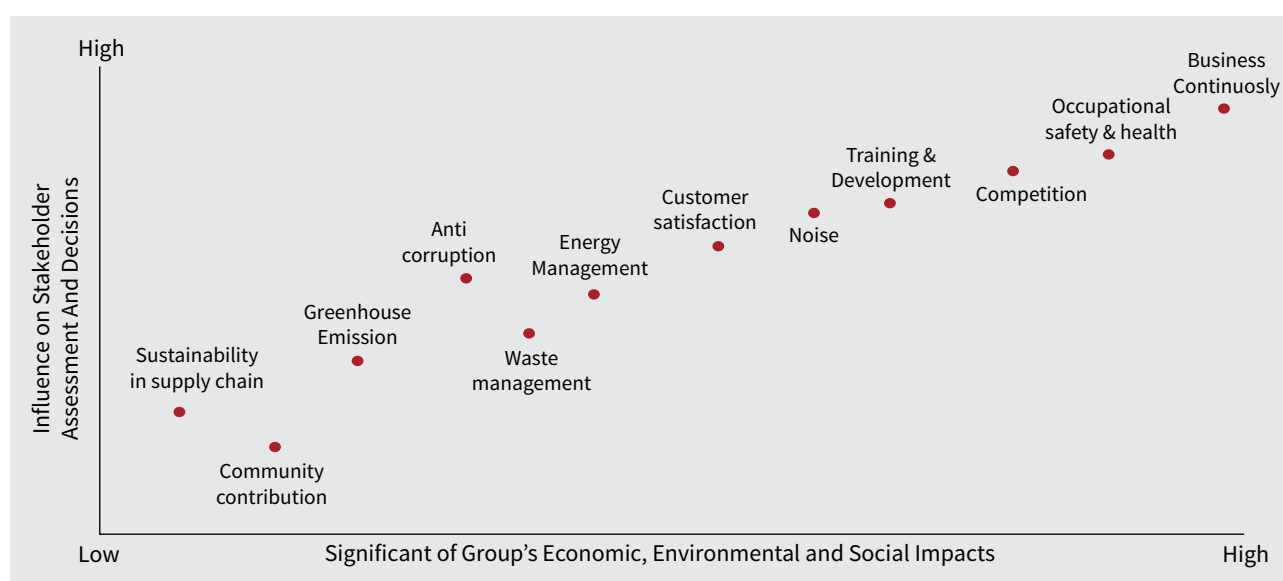 High
Business
Continuosly
Occupational
safety & health
Training &
Development
Competition
Customer
satisfaction
Noise
Anti
corruption
Energy
Management
Greenhouse
Emission
Waste
management
Sustainability
in supply chain
Community
contribution
Influence on Stakeholder
Assessment And Decisions
Low
Significant of Group’s Economic, Environmental and Social Impacts
High